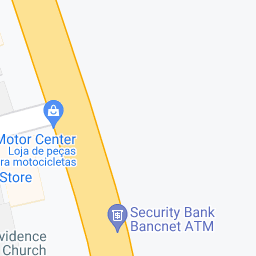 Motor Center
Loja de peças
ra motocicletas
Store
Security Bank
Bancnet ATM
vidence
Church